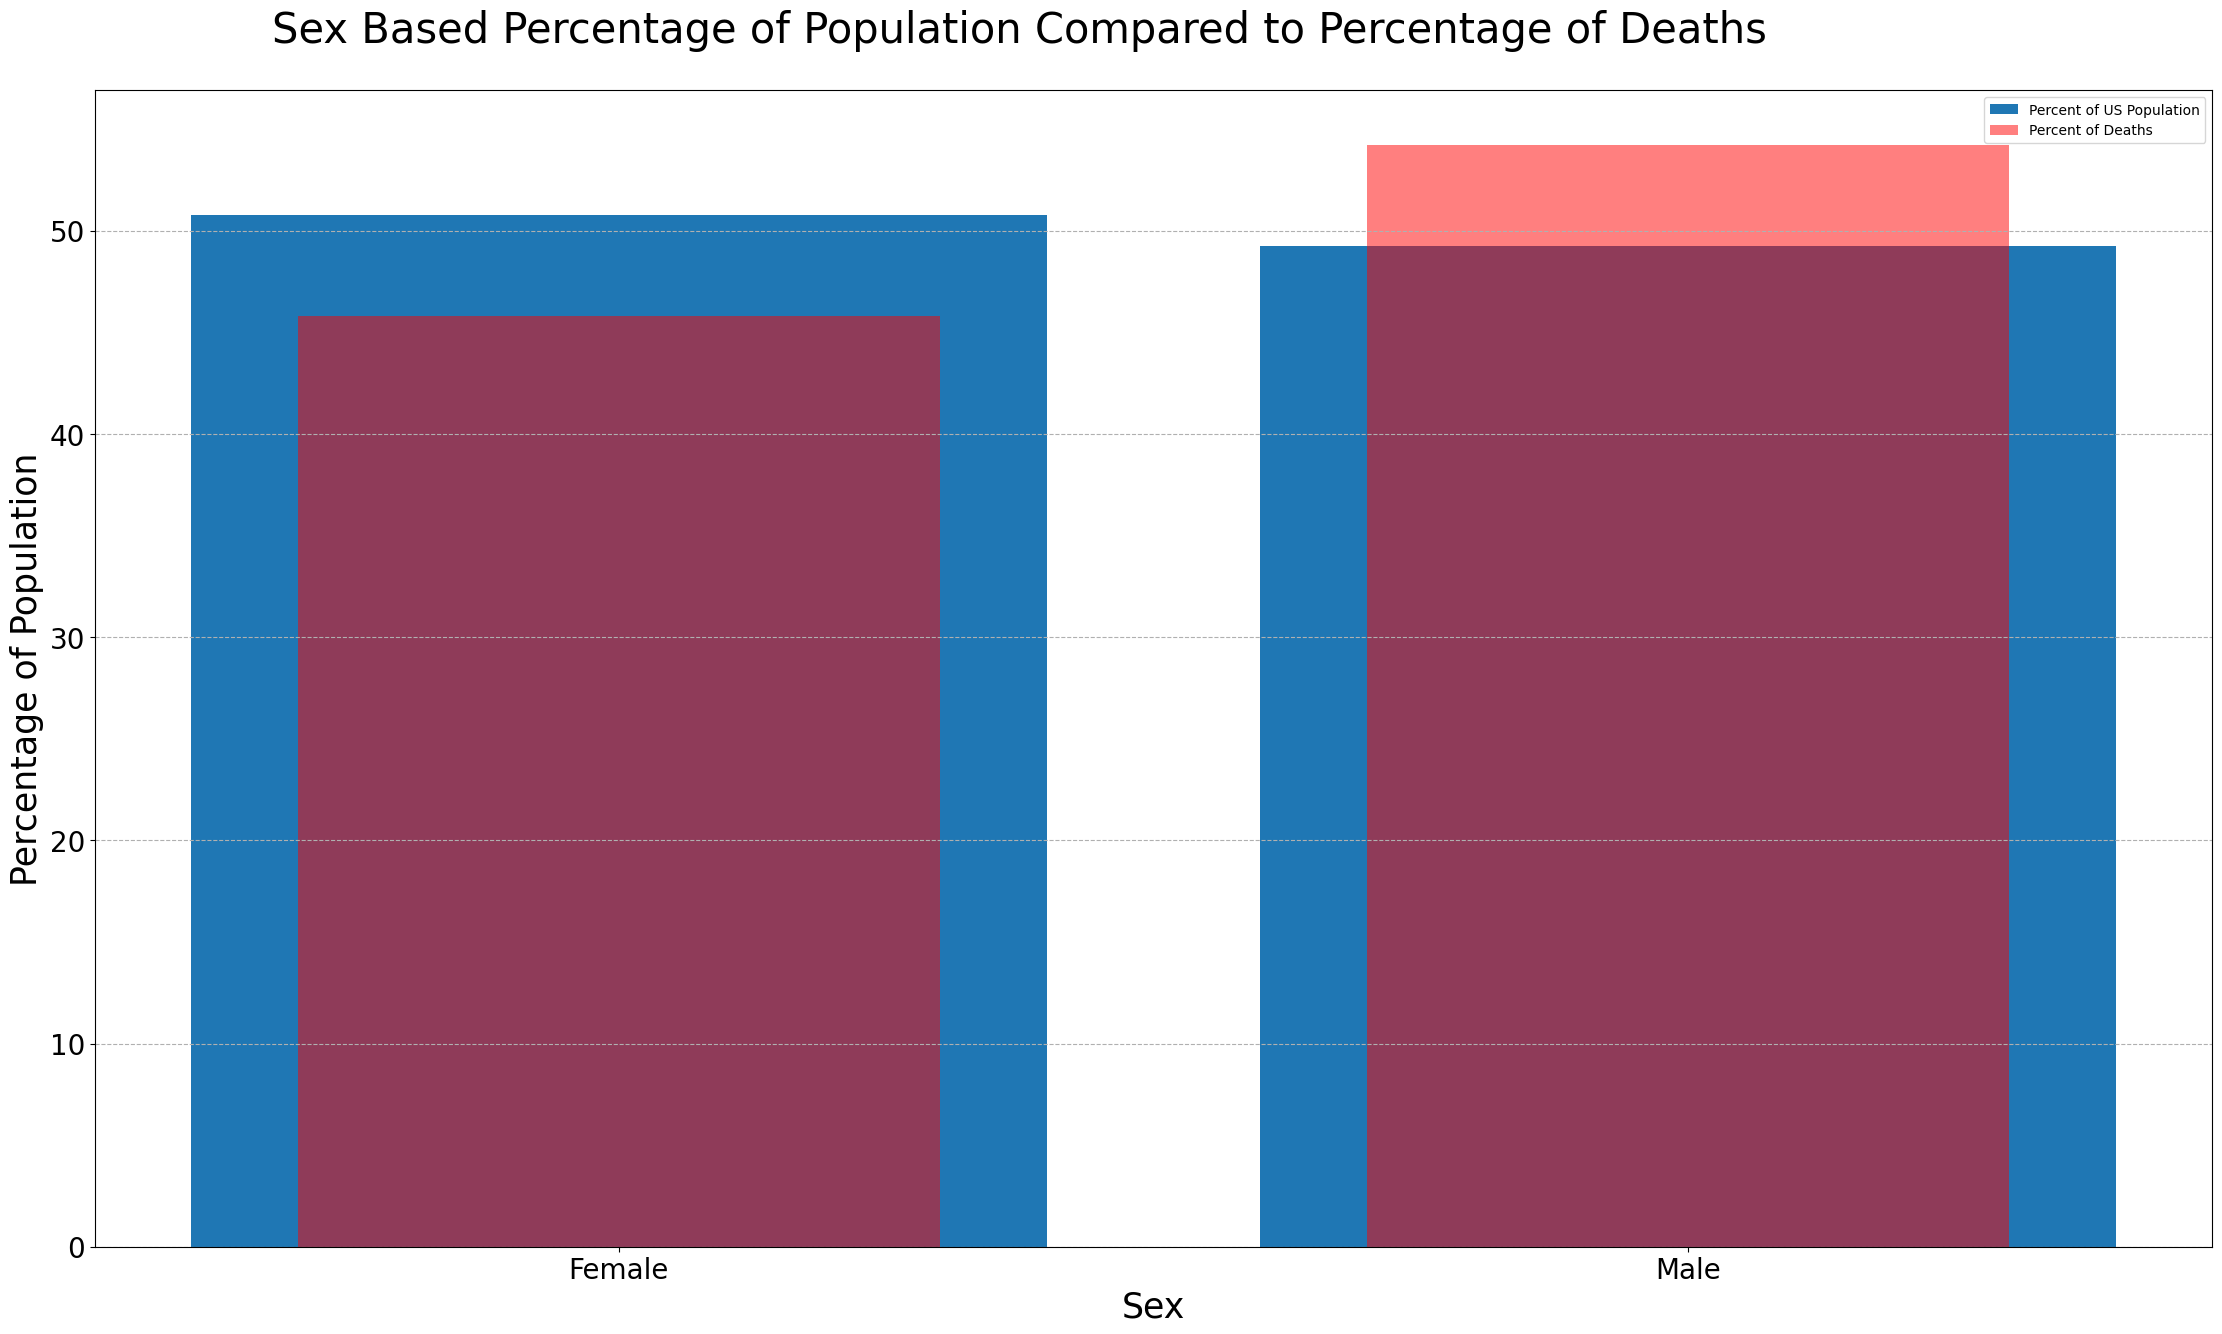 Sex Based Percentage of Population Compared to Percentage of Deaths
Percent of US Population
Percent of Deaths
Percentage of Population
50
40
30
20
10
0
Female
Male
Sex